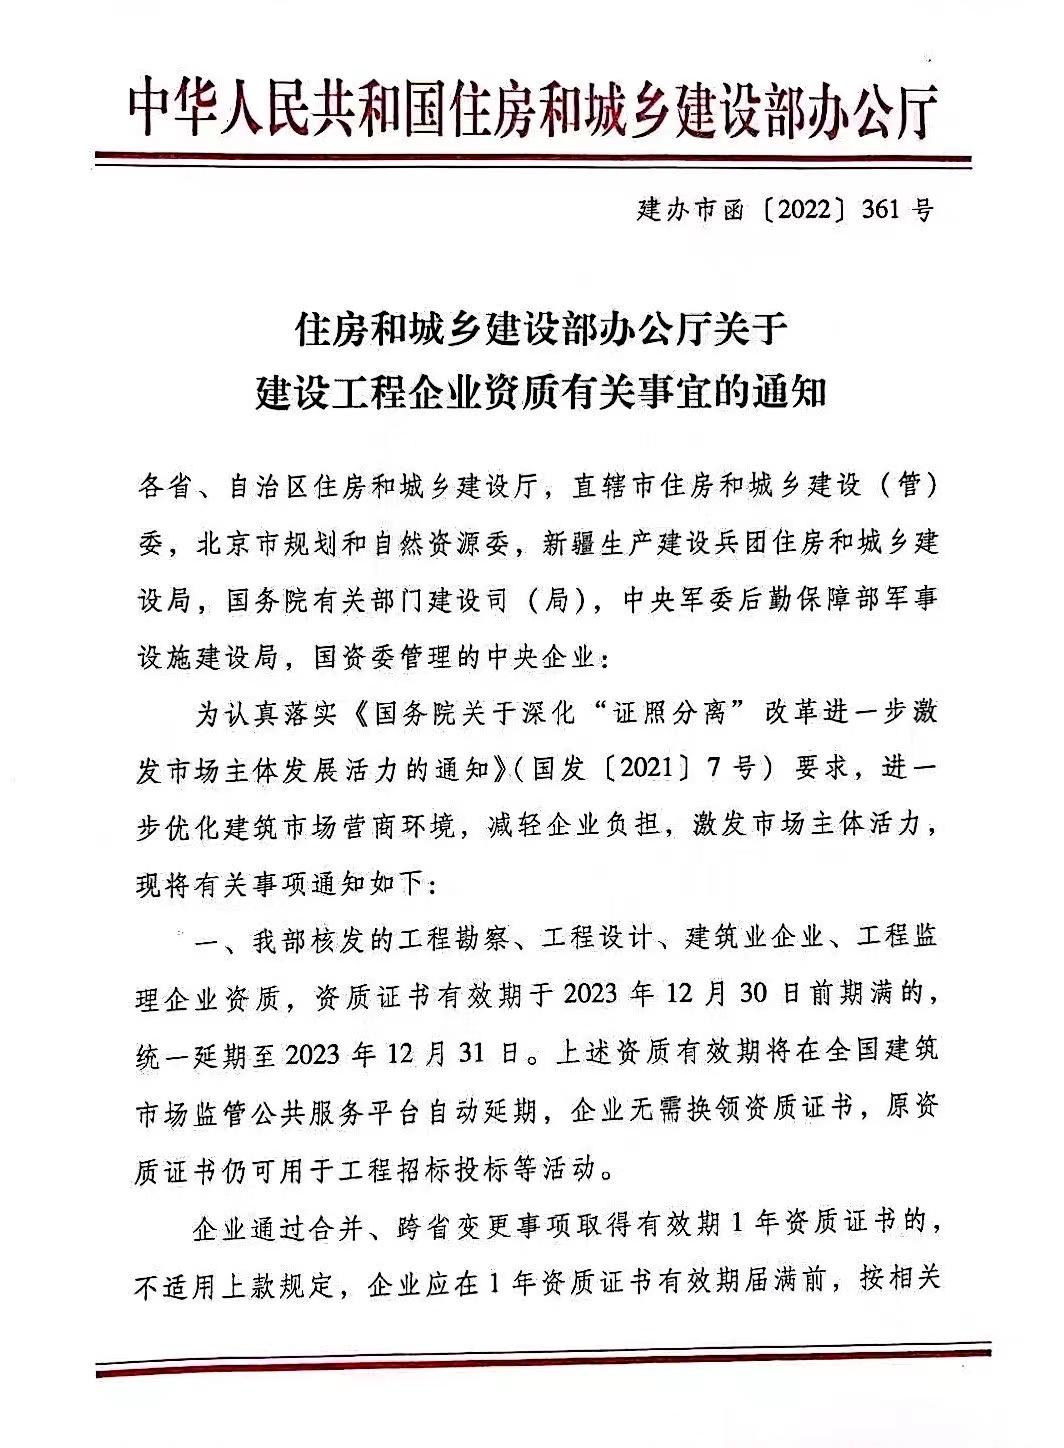 中华人民共和国住房和城乡建设部办公厅
建办市函〔2022〕361号
住房和城乡建设部办公厅关于
建设工程企业资质有关事宜的通知
各省、自治区住房和城乡建设厅，直辖市住房和城乡建设（管）
委，北京市规划和自然资源委，新疆生产建设兵团住房和城乡建
设局，国务院有关部门建设司（局），中央军委后勤保障部军事
设施建设局，国资委管理的中央企业：
为认真落实《国务院关于深化“证照分离”改革进一步激
发市场主体发展活力的通知》（国发〔2021〕7号）要求，进一
步优化建筑市场营商环境，减轻企业负担，激发市场主体活力，
现将有关事项通知如下：
一、我部核发的工程勘察、工程设计、建筑业企业、工程监
理企业资质，资质证书有效期于2023年12月30日前期满的，
统一延期至2023年12月31日。上述资质有效期将在全国建筑
市场监管公共服务平台自动延期，企业无需换领资质证书，原资
质证书仍可用于工程招标投标等活动。
企业通过合并、跨省变更事项取得有效期1年资质证书的，
不适用上款规定，企业应在1年资质证书有效期届满前，按相关